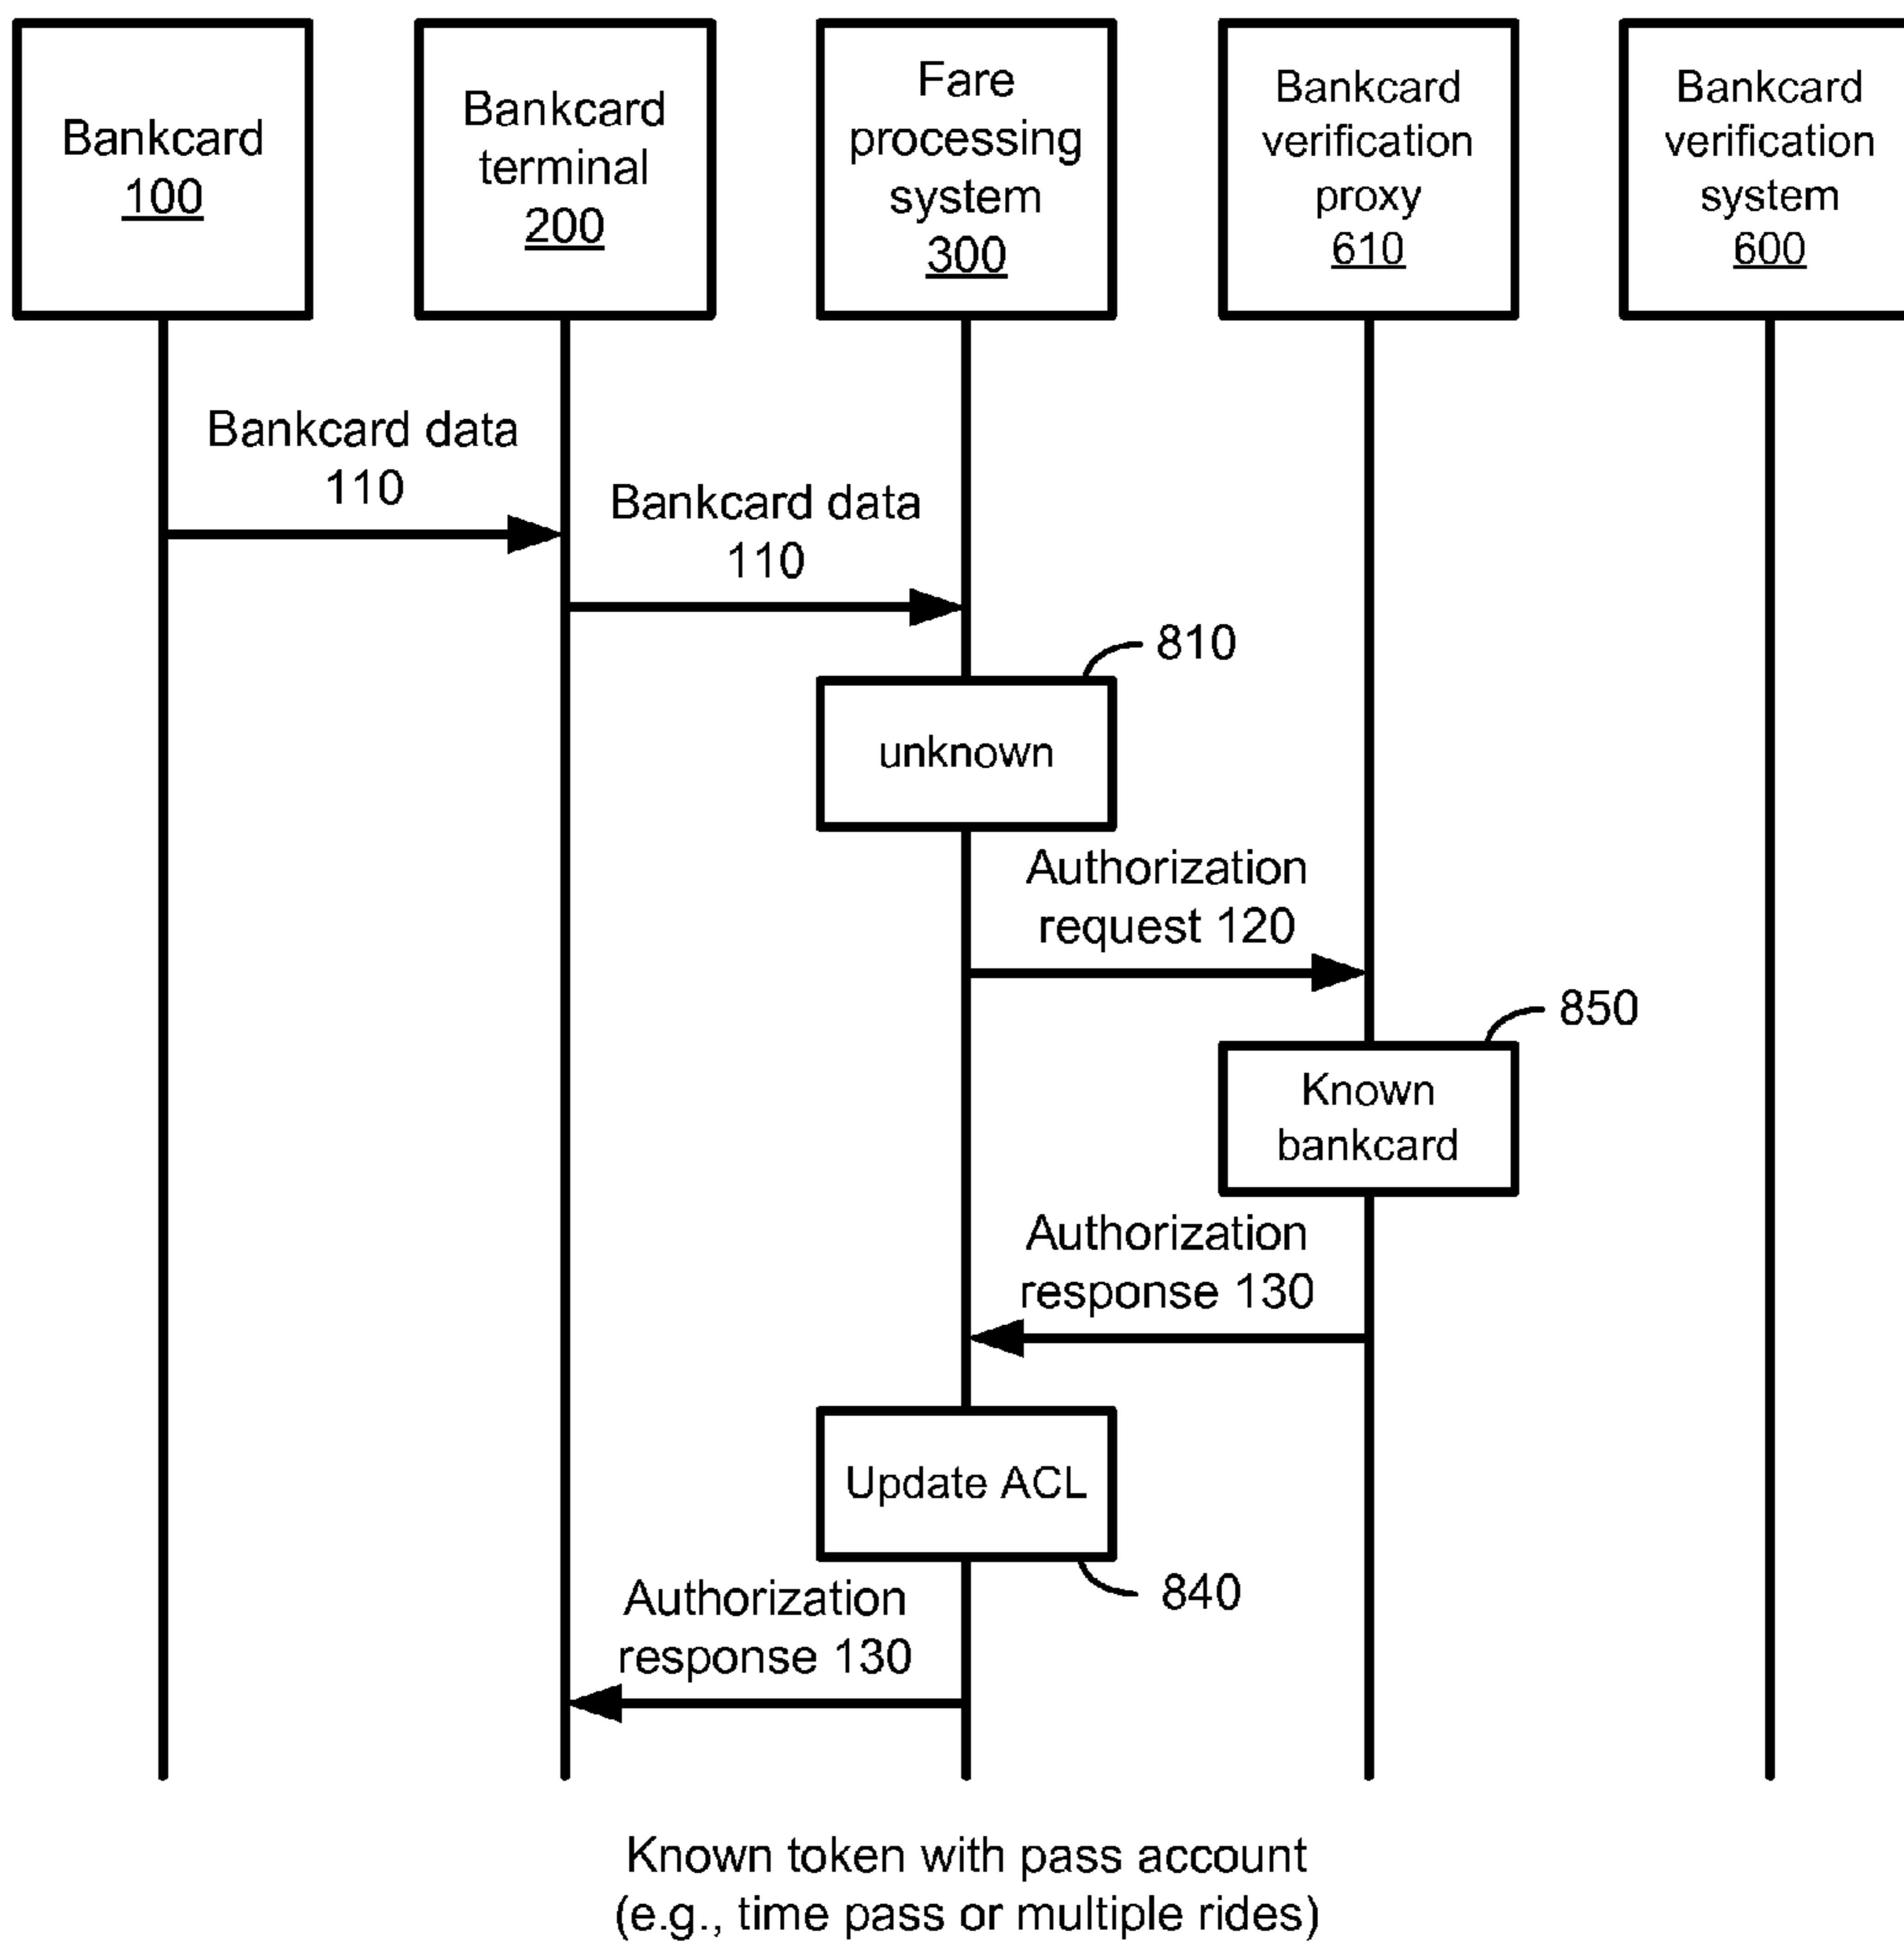 Bankcard
100
Bankcard
terminal
200
Fare
processing
system
300
Bankcard
verification
proxy
610
Bankcard
verification
system
600
Bankcard data
110
Bankcard data
110
810
unknown
Authorization
request 120
850
Known
bankcard
Authorization
response 130
Update ACL
840
Authorization
response 130
Known token with pass account
(e.g., time pass or multiple rides)